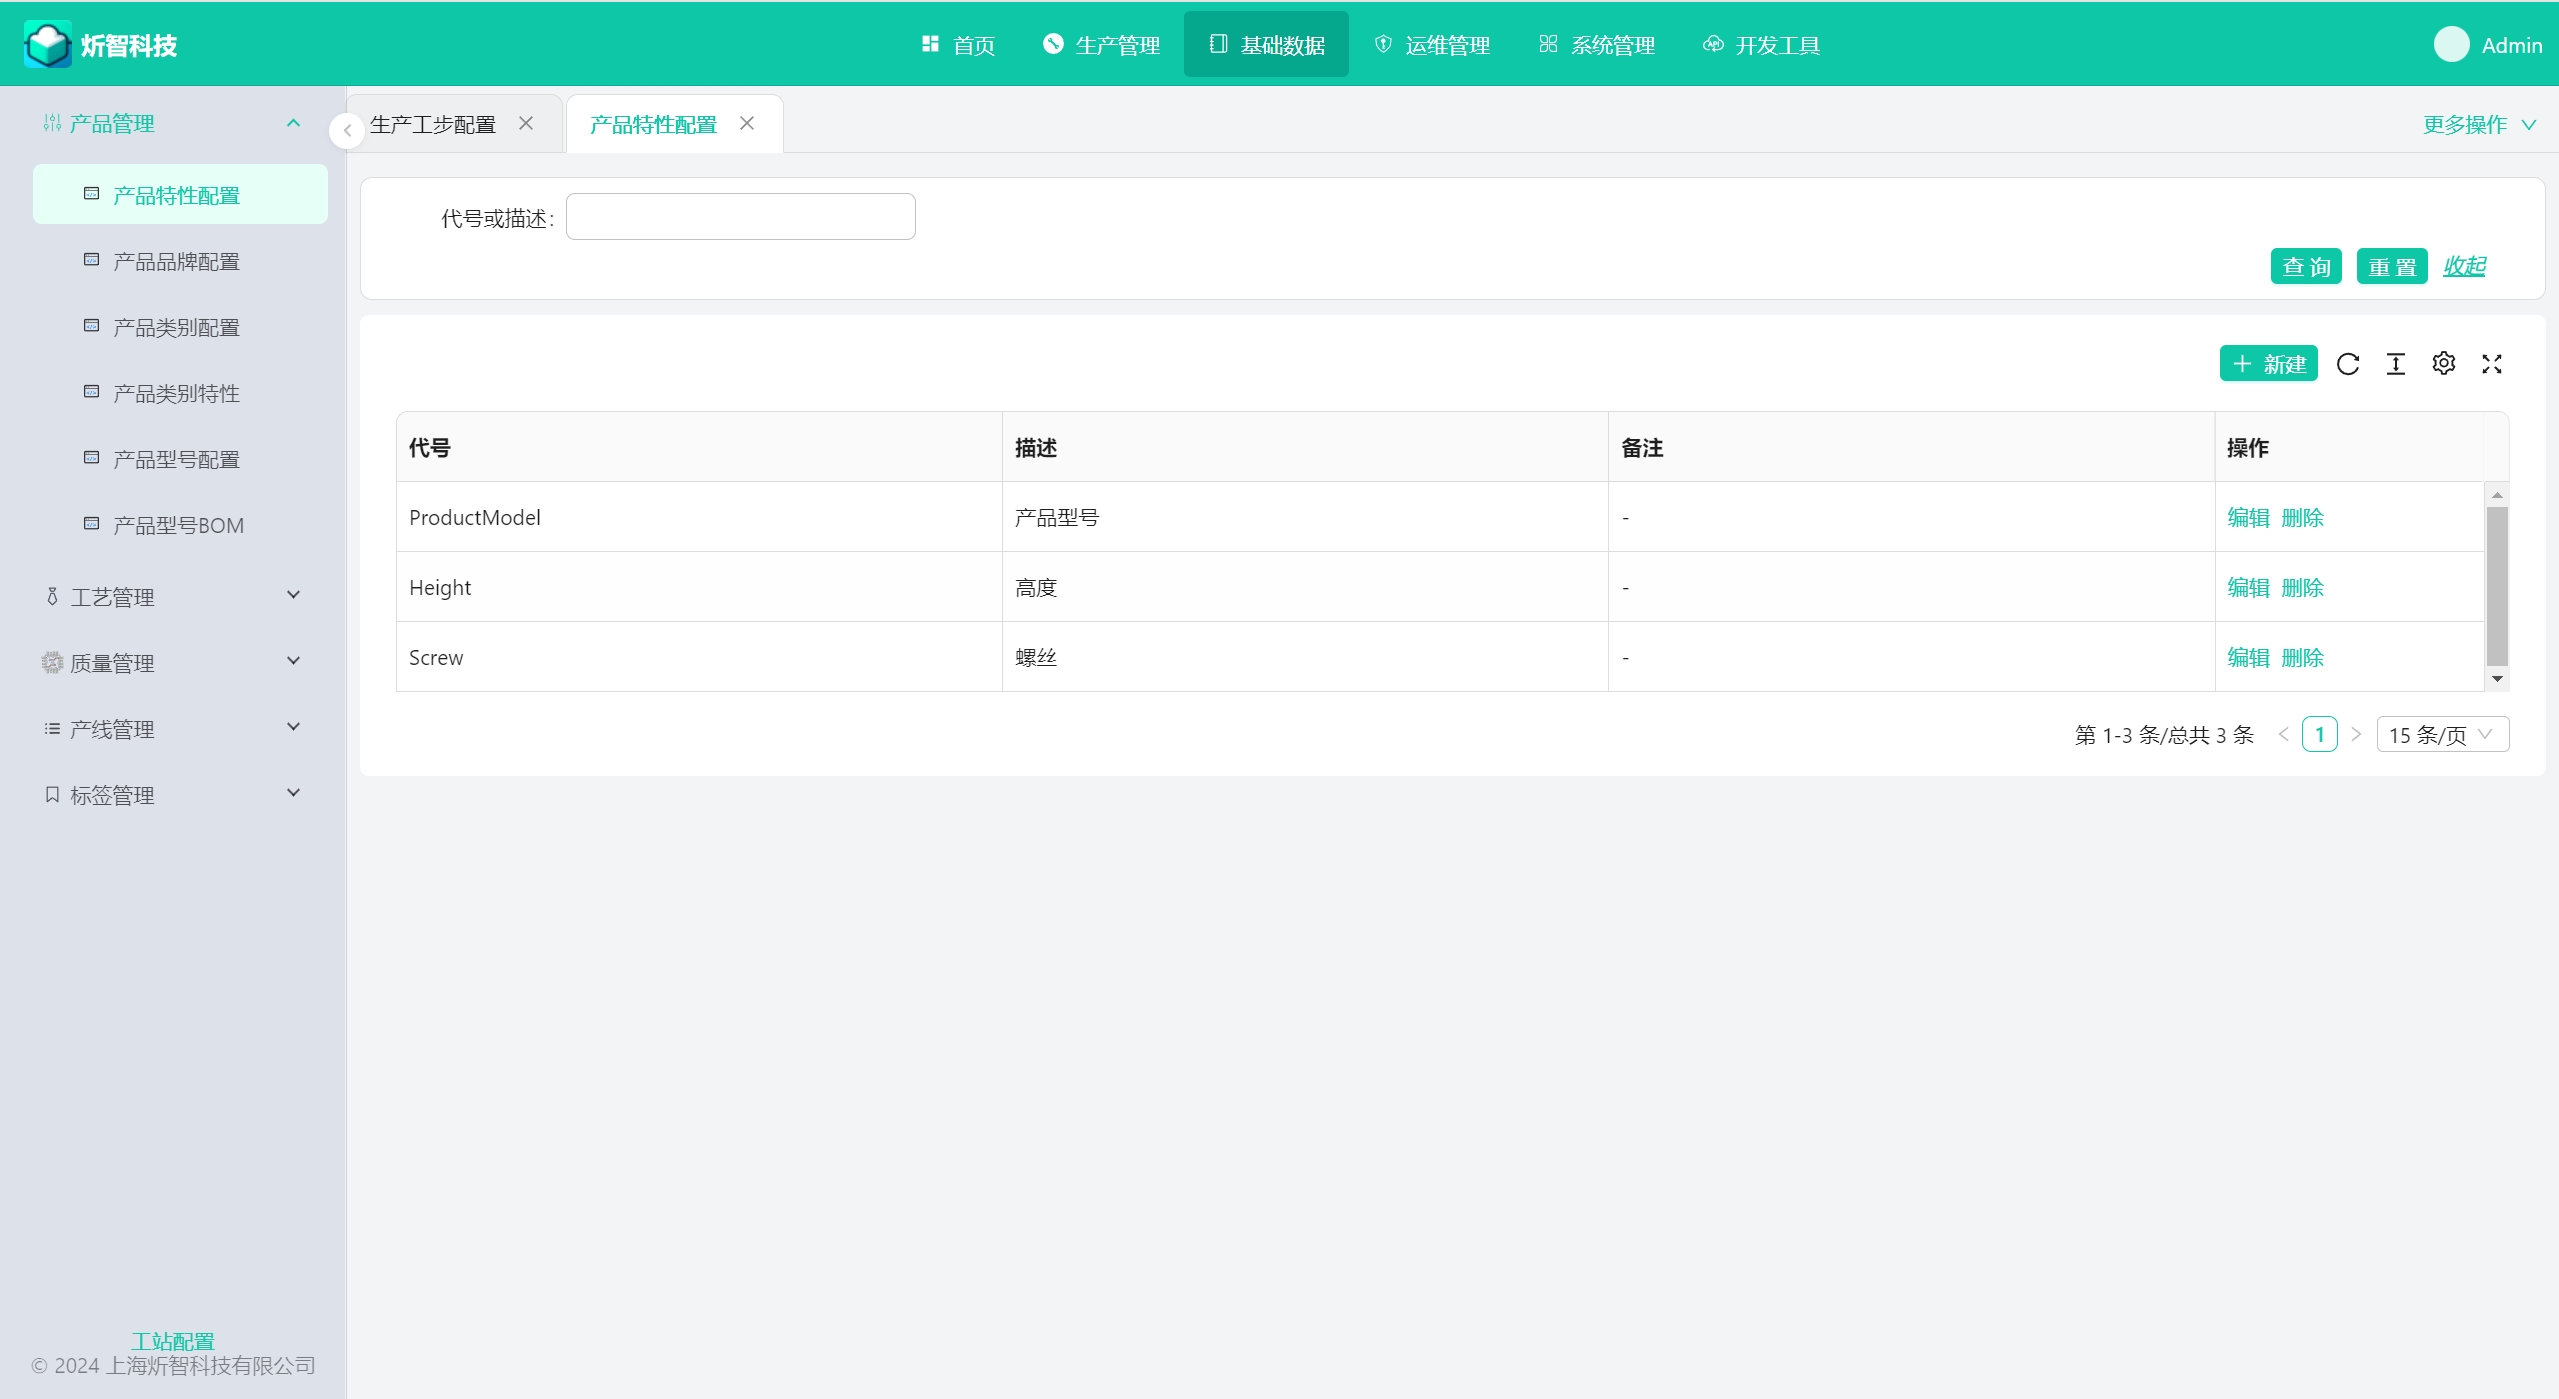 炘智科技
首页
生产管理
基础数据
运维管理
系统管理
开发工具
Admin
产品管理
产品特性配置
产品品牌配置
产品类别配置
产品类别特性
产品型号配置
产品型号BOM
工艺管理
质量管理
产线管理
标签管理
工站配置
© 2024 上海炘智科技有限公司
生产工步配置
产品特性配置
更多操作
代号或描述:
查 询
重 置
收起
新建
代号 描述 备注 操作
ProductModel 产品型号 - 编辑 删除
Height 高度 - 编辑 删除
Screw 螺丝 - 编辑 删除
第 1-3 条/总共 3 条 < 1 > 15 条/页